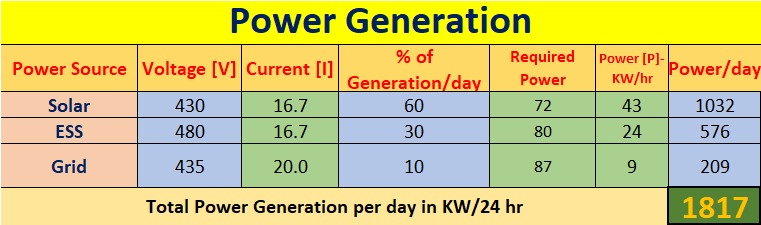 Power Generation
Power Source Voltage [V] Current [I] % of Generation/day Required Power Power [P]- KW/hr Power/day
Solar 430 16.7 60 72 43 1032
ESS 480 16.7 30 80 24 576
Grid 435 20.0 10 87 9 209
Total Power Generation per day in KW/24 hr 1817